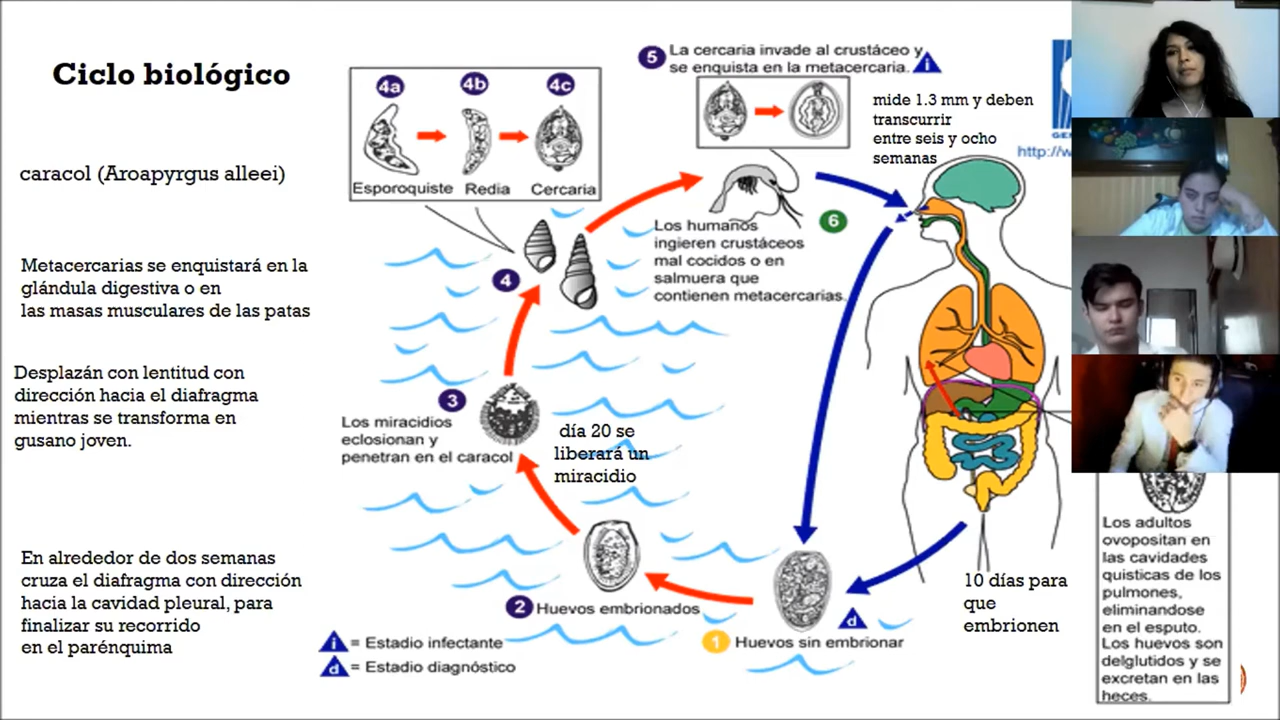 Ciclo biológico
caracol (Aroapyrgus alleei)
Metacercarias se enquistará en la
glándula digestiva o en
las masas musculares de las patas
Desplazán con lentitud con
dirección hacia el diafragma
mientras se transforma en
gusano joven.
En alrededor de dos semanas
cruza el diafragma con dirección
hacia la cavidad pleural, para
finalizar su recorrido
en el parénquima
4a
4b
4c
Esporoquiste
Redia
Cercaria
5
La cercaria invade al crustáceo y
se enquista en la metacercaria.
i
mide 1.3 mm y deben
transcurrir
entre seis y ocho
semanas
http://w
6
Los humanos
ingieren crustáceos
mal cocidos o en
salmuera que
contienen metacercarias.
4
3
Los miracidios
eclosionan y
penetran en el caracol
día 20 se
liberará un
miracidio
2 Huevos embrionados
1 Huevos sin embrionar
d
10 días para
que
embrionen
i = Estadio infectante
d = Estadio diagnóstico
Los adultos
ovopositan en
las cavidades
quisticas de los
pulmones,
eliminandose
en el esputo.
Los huevos son
delglutidos y se
excretan en las
heces.